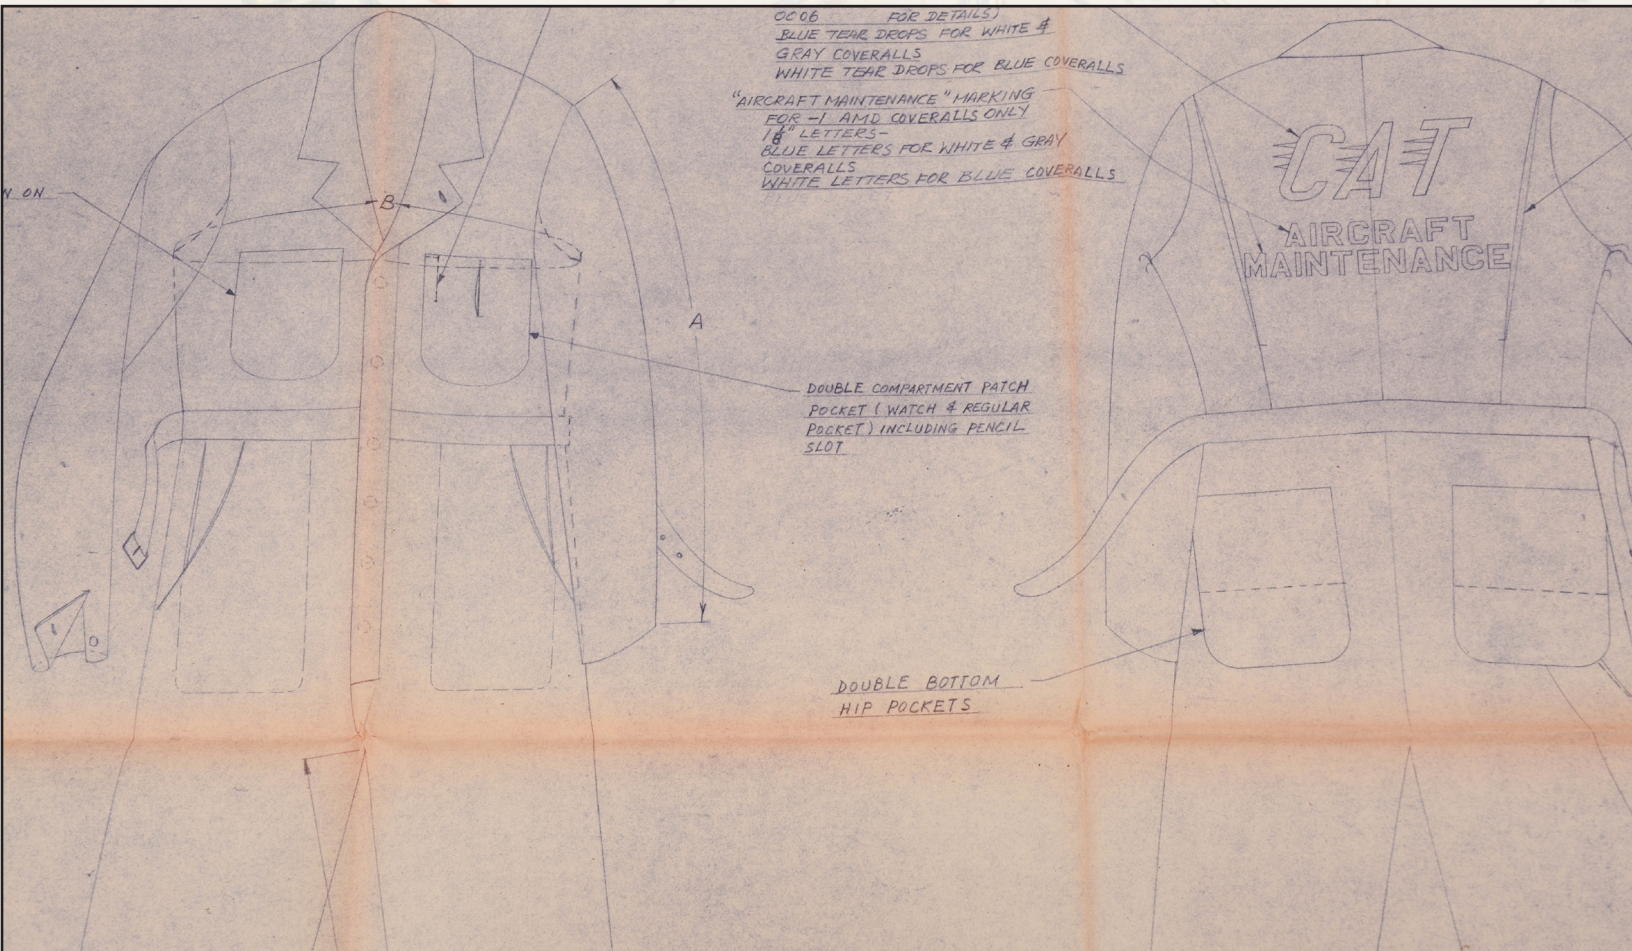 0006 FOR DETAILS)
BLUE TEAR DROPS FOR WHITE &
GRAY COVERALLS
WHITE TEAR DROPS FOR BLUE COVERALLS
"AIRCRAFT MAINTENANCE" MARKING
FOR -1 AMD COVERALLS ONLY
LETTERS-
BLUE LETTERS FOR WHITE & GRAY
COVERALLS
WHITE LETTERS FOR BLUE COVERALLS
N ON
B
A
DOUBLE COMPARTMENT PATCH
POCKET (WATCH & REGULAR
POCKET) INCLUDING PENCIL
SLOT
DOUBLE BOTTOM
HIP POCKETS
CAT
AIRCRAFT
MAINTENANCE